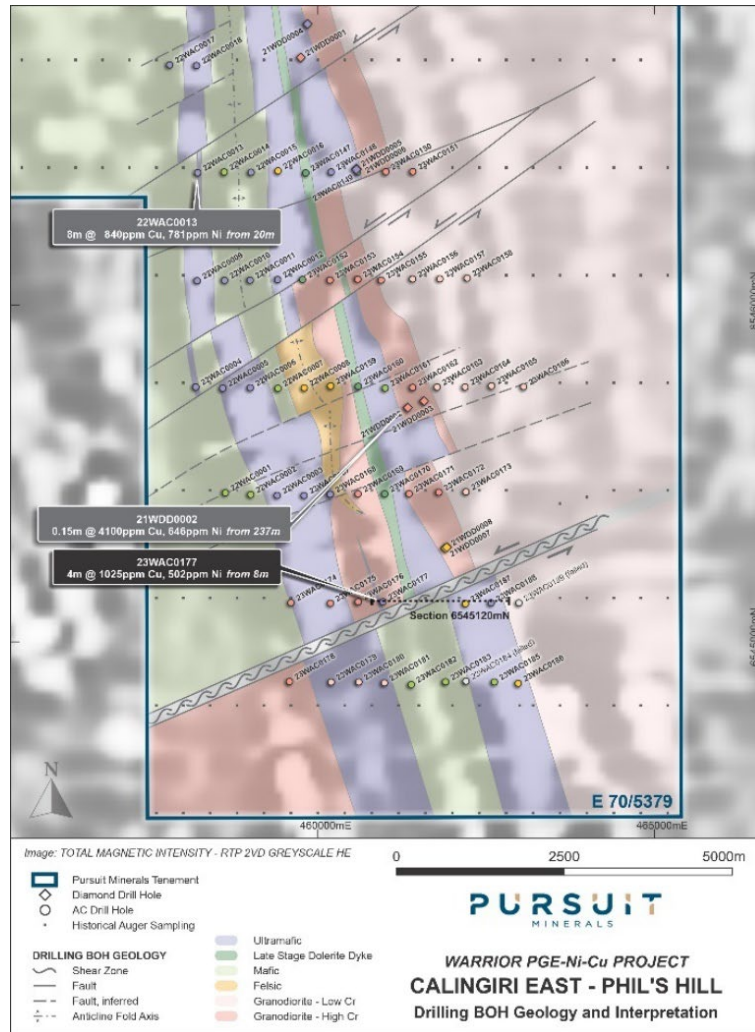 22WAC0017
22WAC0018
21WDD0004
21WDD0001
22WAC0013
22WAC0014
22WAC0015
22WAC0016
23WAC0147
23WAC0148
21WDD0005
21WDD0006
23WAC0149
23WAC0150
23WAC0151
22WAC0013
8m @ 840ppm Cu, 781ppm Ni from 20m
22WAC0009
22WAC0010
22WAC0011
22WAC0012
23WAC0152
23WAC0153
23WAC0154
23WAC0155
23WAC0156
23WAC0157
23WAC0158
22WAC0004
22WAC0005
22WAC0006
22WAC0007
22WAC0008
23WAC0159
23WAC0160
23WAC0161
23WAC0162
23WAC0163
23WAC0164
23WAC0165
23WAC0166
21WDD0002
21WDD0003
22WAC0001
22WAC0002
22WAC0003
23WAC0168
23WAC0169
23WAC0170
23WAC0171
23WAC0172
23WAC0173
21WDD0002
0.15m @ 4100ppm Cu, 646ppm Ni from 237m
21WDD0008
21WDD0007
23WAC0177
4m @ 1025ppm Cu, 502ppm Ni from 8m
23WAC0174
23WAC0175
23WAC0176
23WAC0177
23WAC0187
23WAC0188
Section 6545120mN
6545000mN
23WAC0178
23WAC0179
23WAC0180
23WAC0181
23WAC0182
23WAC0183
23WAC0184 (failed)
23WAC0185
23WAC0186
N
E 70/5379
460000mE
465000mE
Image: TOTAL MAGNETIC INTENSITY - RTP 2VD GREYSCALE HE
0
2500
5000m
Pursuit Minerals Tenement
Diamond Drill Hole
AC Drill Hole
Historical Auger Sampling
DRILLING BOH GEOLOGY
Shear Zone
Fault
Fault, inferred
Anticline Fold Axis
Ultramafic
Late Stage Dolerite Dyke
Mafic
Felsic
Granodiorite - Low Cr
Granodiorite - High Cr
PURSUIT
MINERALS
WARRIOR PGE-Ni-Cu PROJECT
CALINGIRI EAST - PHIL'S HILL
Drilling BOH Geology and Interpretation